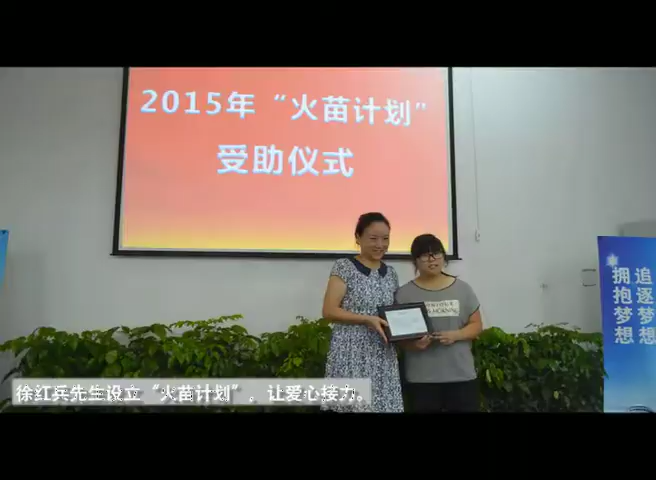 2015年“火苗计划”
受助仪式
追逐梦想
拥抱梦想
徐红兵先生设立“火苗计划”。让爱心接力。